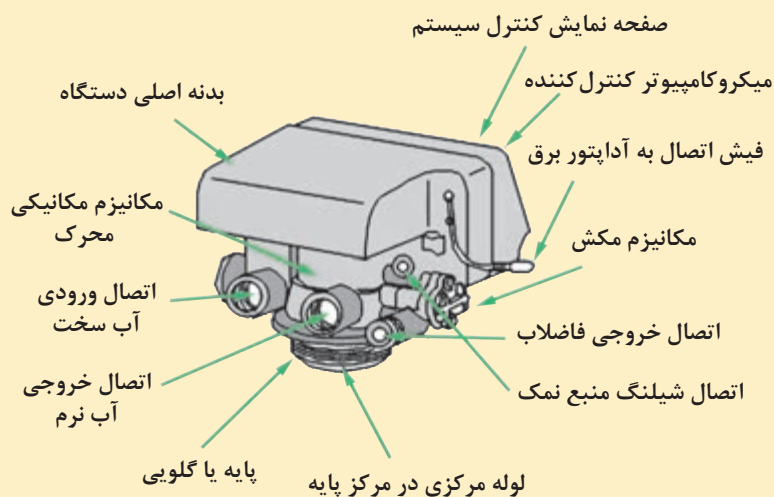 صفحه نمایش کنترل سیستم
میکروکامپیوتر کنترل‌کننده
بدنه اصلی دستگاه
فیش اتصال به آداپتور برق
مکانیزم مکانیکی
محرک
مکانیزم مکش
اتصال ورودی
آب سخت
اتصال خروجی فاضلاب
اتصال خروجی
آب نرم
اتصال شیلنگ منبع نمک
پایه یا گلویی
لوله مرکزی در مرکز پایه